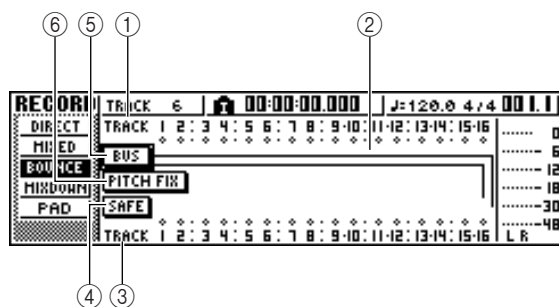 ⑥ ⑤ ① ②
RECORD TRACK 6 00:00:00.000 ♩=120.0 4/4 001.1
DIRECT TRACK 1 2 : 3 4 : 5 6 : 7 8 : 9·10 : 11·12 : 13·14 : 15·16 0
MIXED 6
BUS
BOUNCE 12
MIXDOWN PITCH FIX 18
PAD SAFE 30
48
TRACK 1 2 : 3 4 : 5 6 : 7 8 : 9·10 : 11·12 : 13·14 : 15·16 L R
④ ③